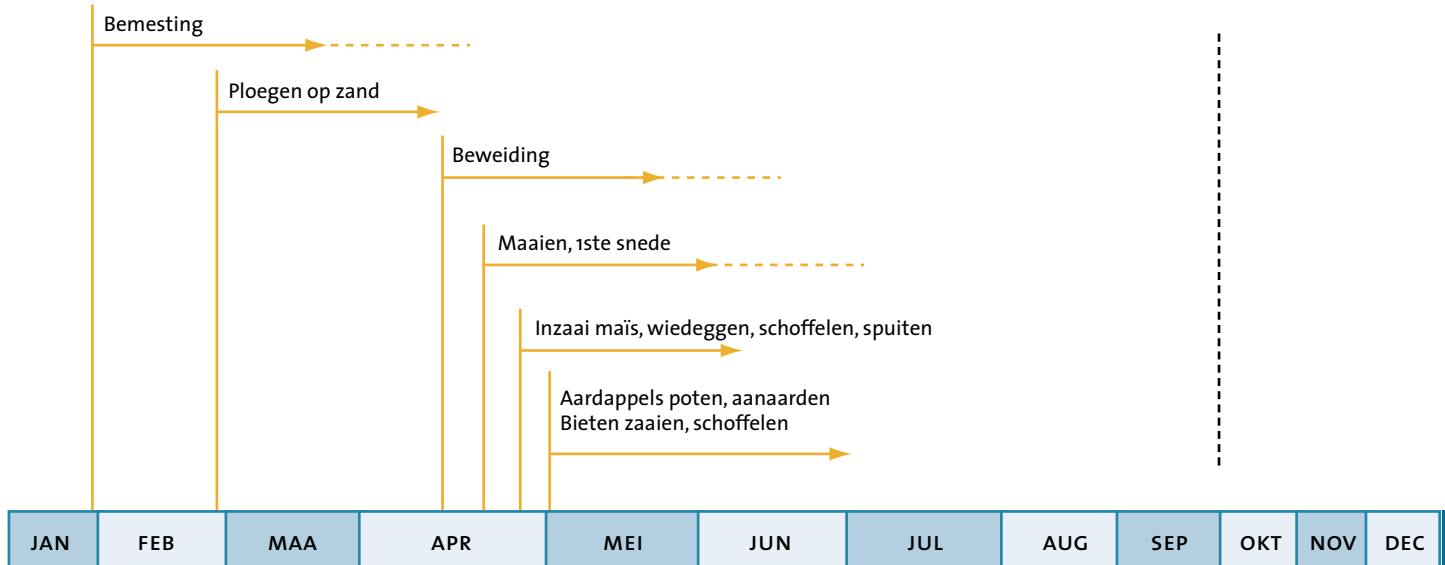 Bemesting
Ploegen op zand
Beweiding
Maaien, 1ste snede
Inzaai maïs, wiedeggen, schoffelen, spuiten
Aardappels poten, aanaarden
Bieten zaaien, schoffelen
JAN FEB MAA APR MEI JUN JUL AUG SEP OKT NOV DEC